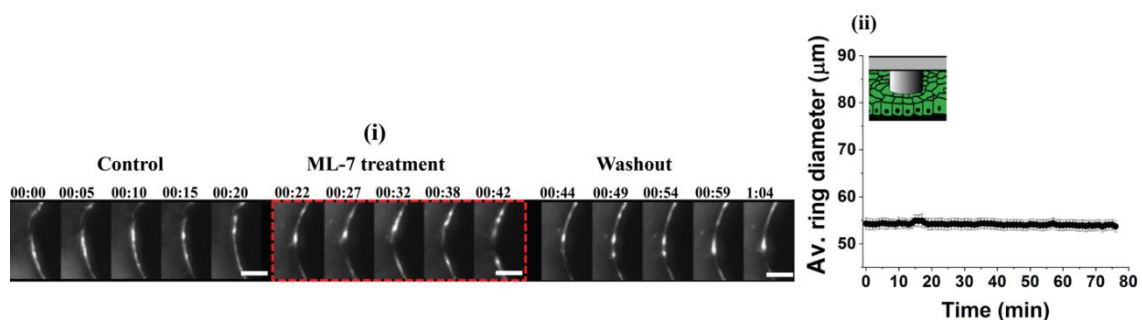 (i)
Control ML-7 treatment Washout
00:00 00:05 00:10 00:15 00:20 00:22 00:27 00:32 00:38 00:42 00:44 00:49 00:54 00:59 1:04
(ii)
Av. ring diameter (μm)
90
80
70
60
50
0 10 20 30 40 50 60 70 80
Time (min)